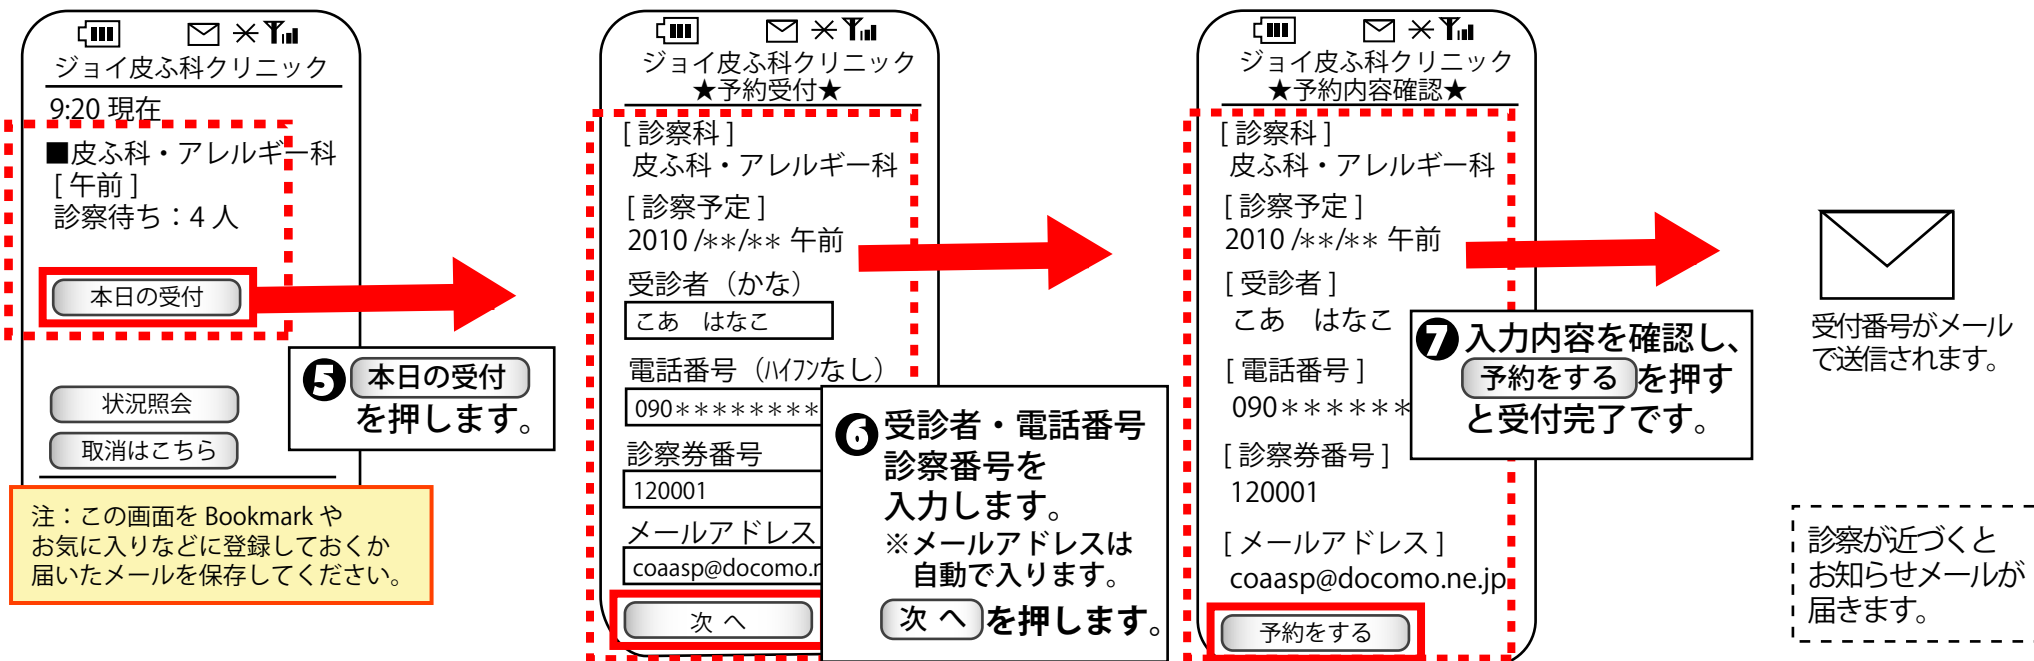 ジョイ皮ふ科クリニック
9:20 現在
■皮ふ科・アレルギー科
[ 午前 ]
診察待ち：4 人
本日の受付
状況照会
取消はこちら
注：この画面を Bookmark や
お気に入りなどに登録しておくか
届いたメールを保存してください。
❺ 本日の受付
を押します。
ジョイ皮ふ科クリニック
★予約受付★
[ 診察科 ]
皮ふ科・アレルギー科
[ 診察予定 ]
2010 /**/** 午前
受診者（かな）
こあ　はなこ
電話番号（ﾊｲﾌﾝなし）
090********
診察券番号
120001
メールアドレス
coaasp@docomo.n
次 へ
❻ 受診者・電話番号
診察番号を
入力します。
※メールアドレスは
自動で入ります。
次 へ を押します。
ジョイ皮ふ科クリニック
★予約内容確認★
[ 診察科 ]
皮ふ科・アレルギー科
[ 診察予定 ]
2010 /**/** 午前
[ 受診者 ]
こあ　はなこ
[ 電話番号 ]
090******
[ 診察券番号 ]
120001
[ メールアドレス ]
coaasp@docomo.ne.jp
予約をする
❼ 入力内容を確認し、
予約をする を押す
と受付完了です。
受付番号がメール
で送信されます。
診察が近づくと
お知らせメールが
届きます。